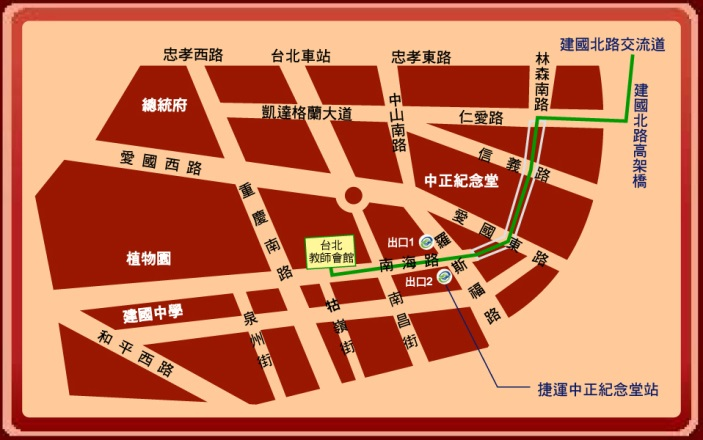 建國北路交流道
忠孝西路
台北車站
忠孝東路
林森南路
建國北路高架橋
總統府
凱達格蘭大道
中山南路
仁愛路
愛國西路
信義路
中正紀念堂
重慶南路
愛國東路
台北
教師會館
出口1
羅斯福路
植物園
南海路
出口2
建國中學
泉州街
牯嶺街
南昌街
和平西路
捷運中正紀念堂站